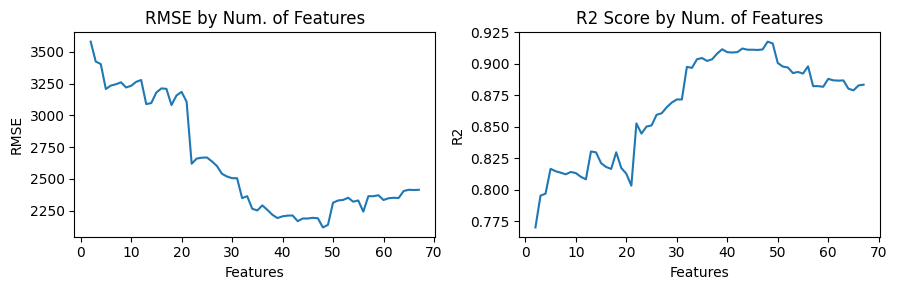 RMSE by Num. of Features
3500
3250
3000
2750
2500
2250
RMSE
0 10 20 30 40 50 60 70
Features
R2 Score by Num. of Features
0.925
0.900
0.875
0.850
0.825
0.800
0.775
R2
0 10 20 30 40 50 60 70
Features